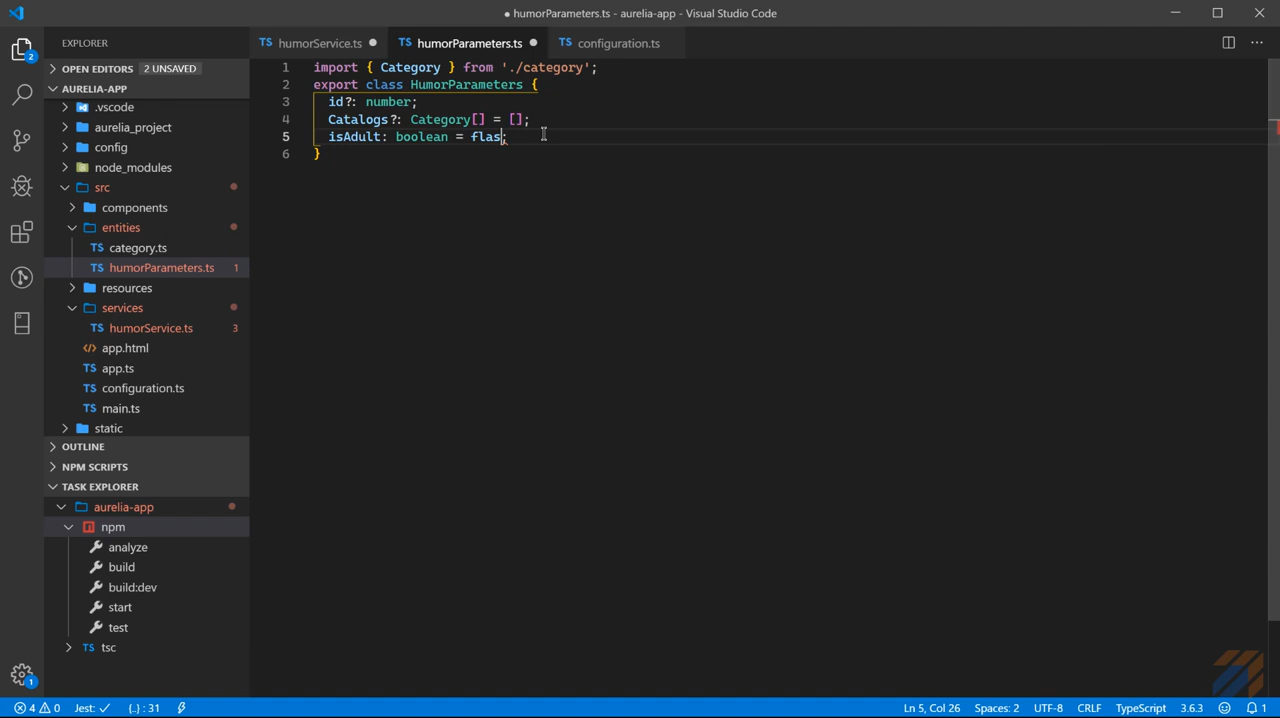 ● humorParameters.ts - aurelia-app - Visual Studio Code
EXPLORER
humorService.ts
humorParameters.ts
configuration.ts
OPEN EDITORS 2 UNSAVED
AURELIA-APP
.vscode
aurelia_project
config
node_modules
src
components
entities
TS category.ts
TS humorParameters.ts 1
resources
services
TS humorService.ts 3
app.html
TS app.ts
TS configuration.ts
TS main.ts
static
OUTLINE
NPM SCRIPTS
TASK EXPLORER
aurelia-app
npm
analyze
build
build:dev
start
test
TS tsc
1 import { Category } from './category';
2 export class HumorParameters {
3 id?: number;
4 Catalogs?: Category[] = [];
5 isAdult: boolean = flas;
6 }
4 0 Jest: ✓ {..} : 31 Ln 5, Col 26 Spaces: 2 UTF-8 CRLF TypeScript 3.6.3 1